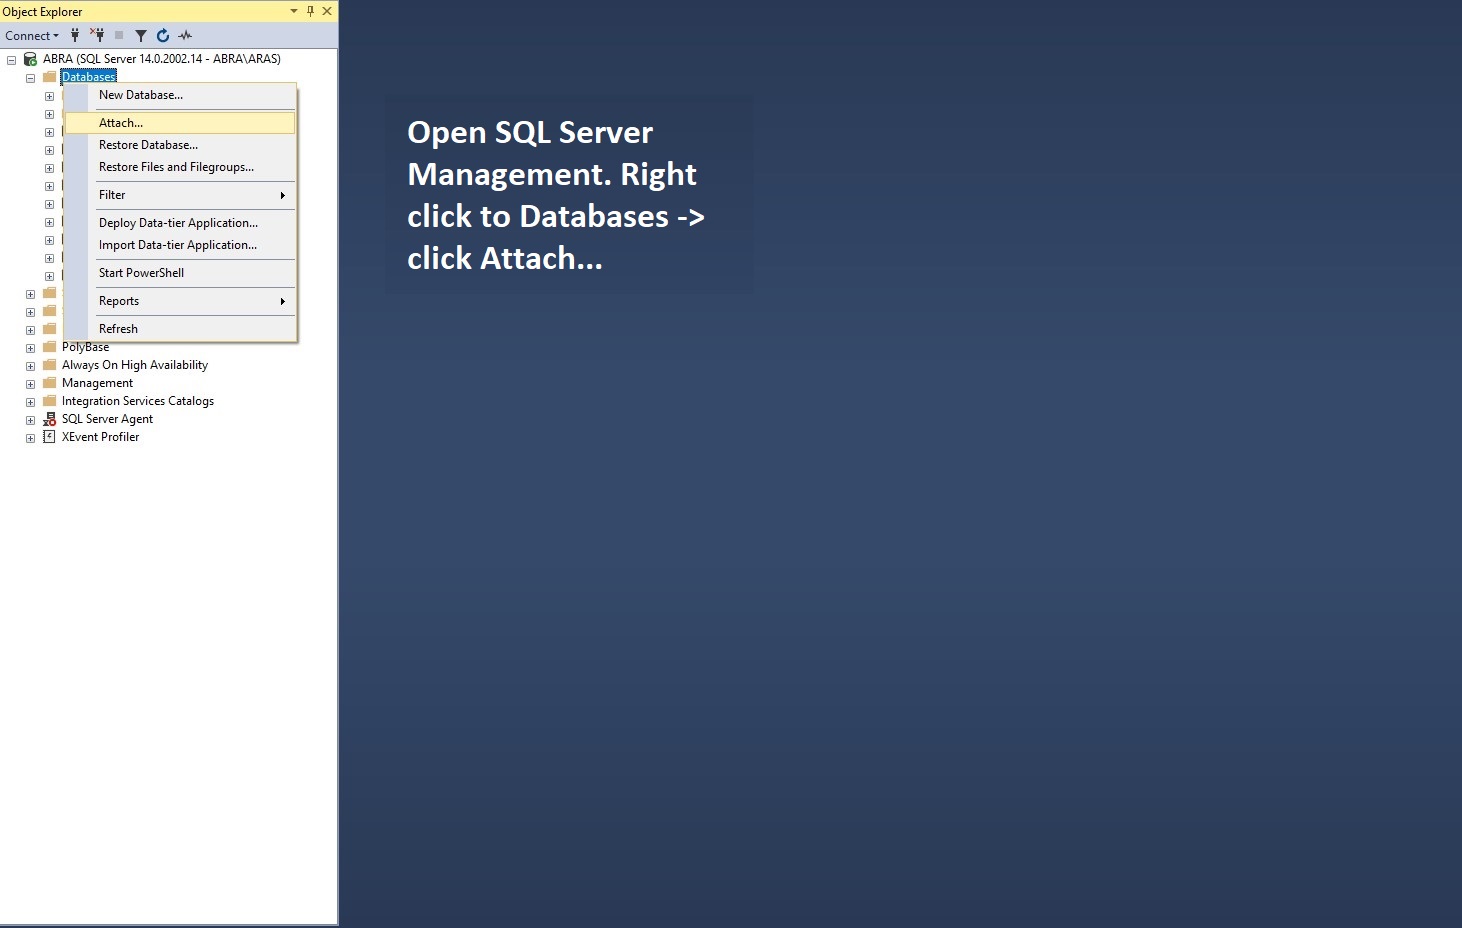 Object Explorer
Connect
ABRA (SQL Server 14.0.2002.14 - ABRA\ARAS)
Databases
New Database...
Attach...
Restore Database...
Restore Files and Filegroups...
Filter
Deploy Data-tier Application...
Import Data-tier Application...
Start PowerShell
Reports
Refresh
PolyBase
Always On High Availability
Management
Integration Services Catalogs
SQL Server Agent
XEvent Profiler
Open SQL Server
Management. Right
click to Databases ->
click Attach...